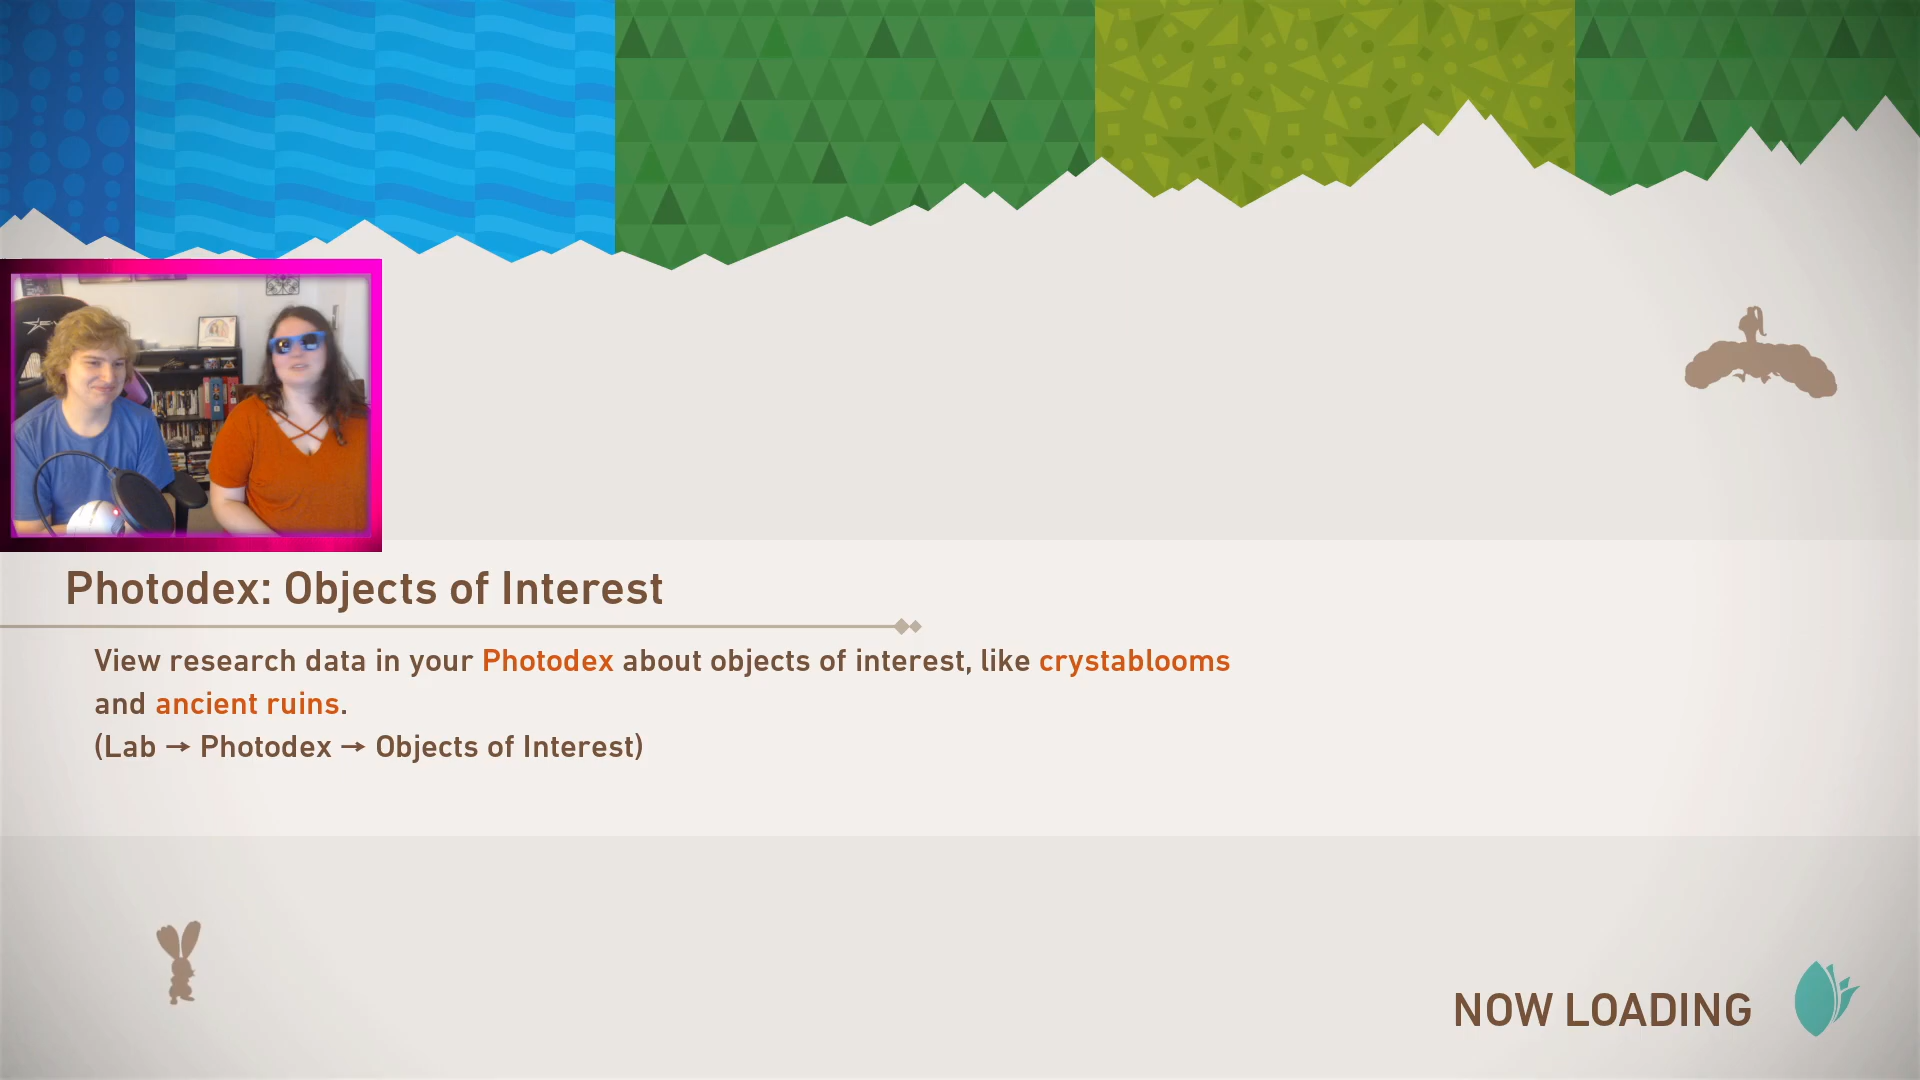 Photodex: Objects of Interest
View research data in your Photodex about objects of interest, like crystablooms
and ancient ruins.
(Lab → Photodex → Objects of Interest)
NOW LOADING